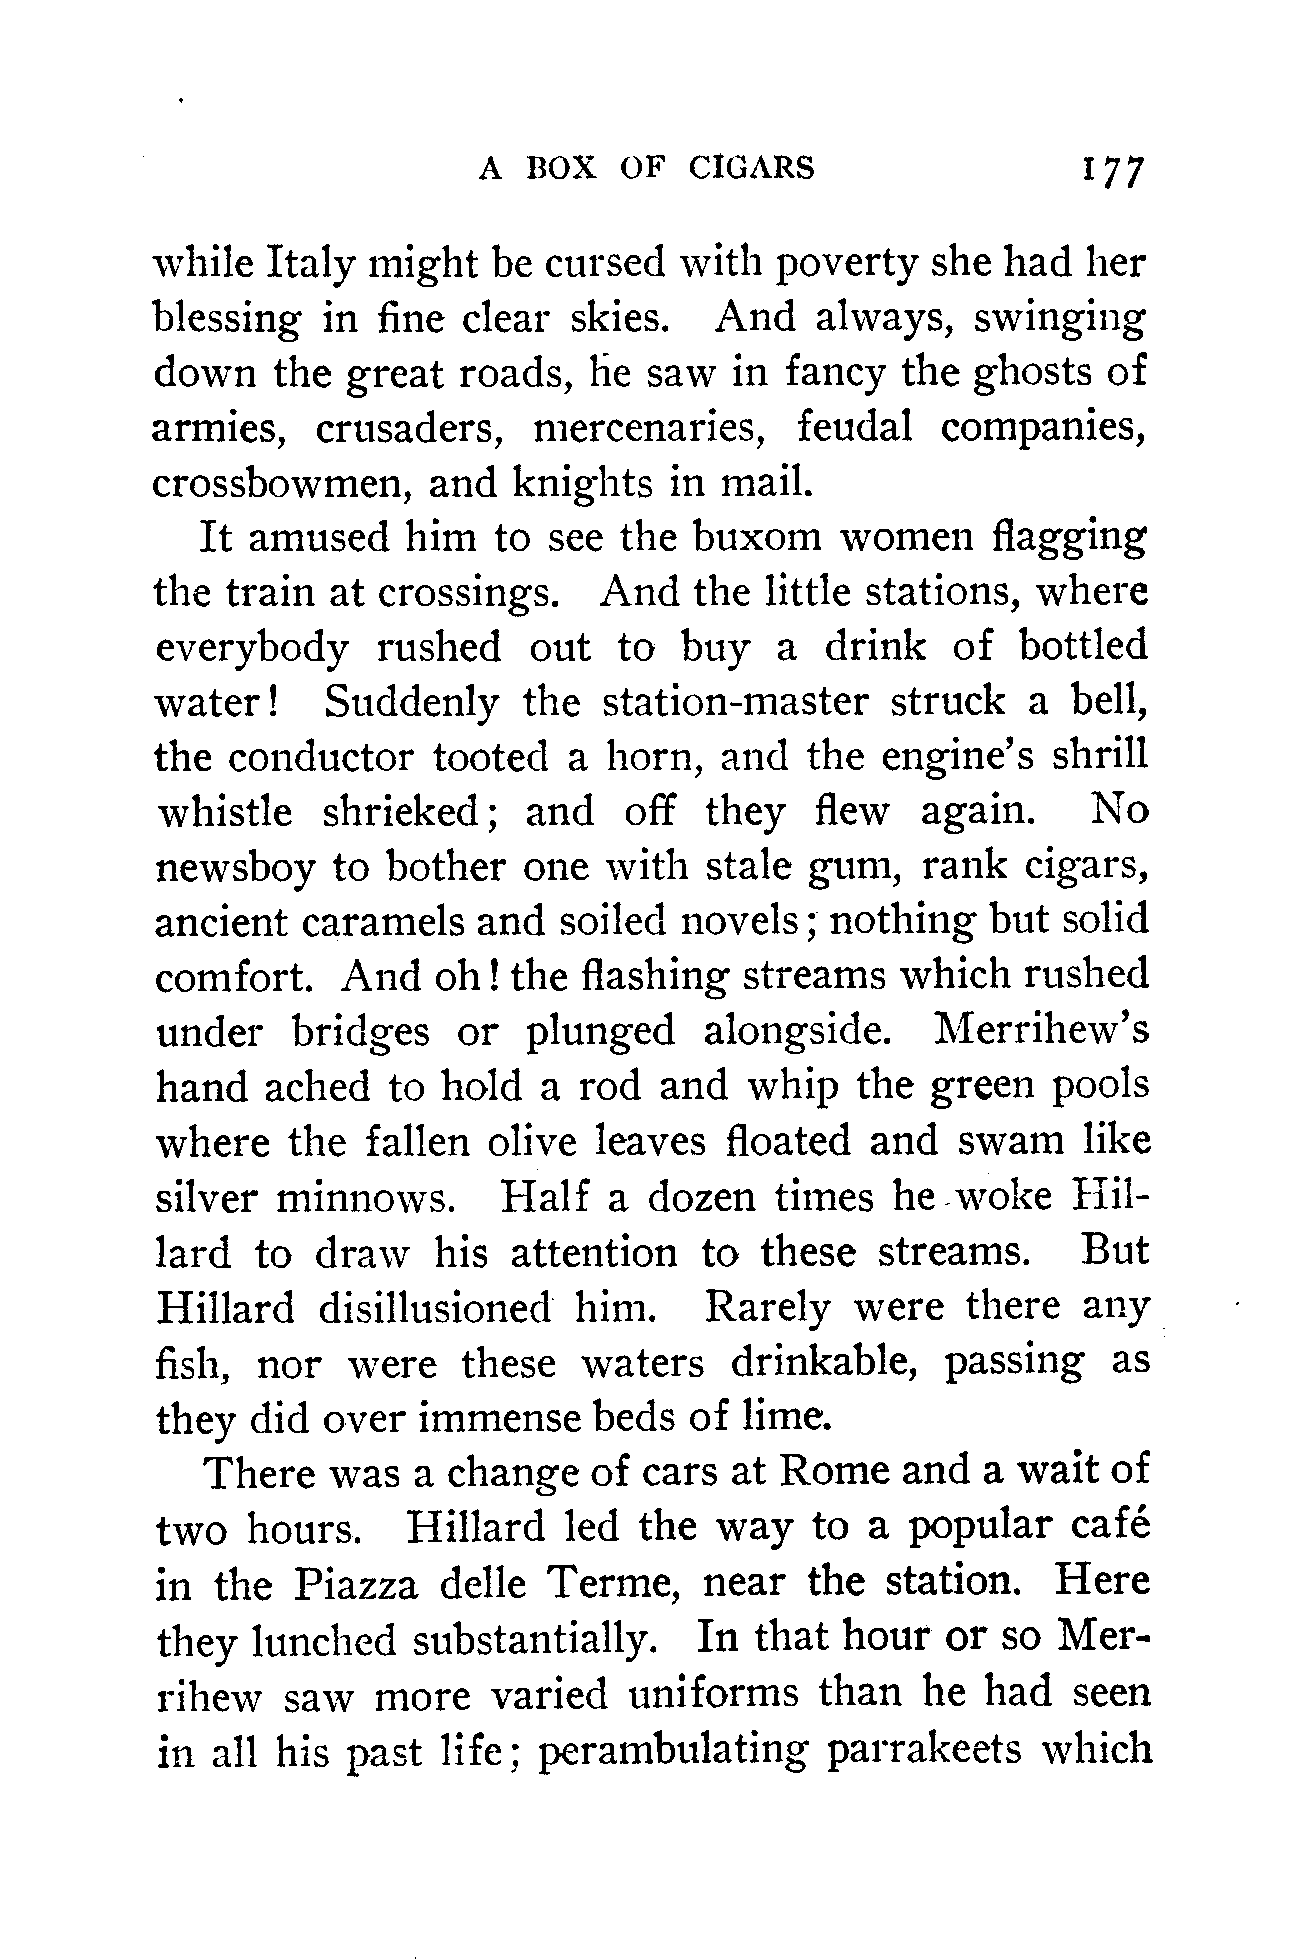 A BOX OF CIGARS 177
while Italy might be cursed with poverty she had her
blessing in fine clear skies. And always, swinging
down the great roads, he saw in fancy the ghosts of
armies, crusaders, mercenaries, feudal companies,
crossbowmen, and knights in mail.
It amused him to see the buxom women flagging
the train at crossings. And the little stations, where
everybody rushed out to buy a drink of bottled
water! Suddenly the station-master struck a bell,
the conductor tooted a horn, and the engine's shrill
whistle shrieked; and off they flew again. No
newsboy to bother one with stale gum, rank cigars,
ancient caramels and soiled novels; nothing but solid
comfort. And oh! the flashing streams which rushed
under bridges or plunged alongside. Merrihew's
hand ached to hold a rod and whip the green pools
where the fallen olive leaves floated and swam like
silver minnows. Half a dozen times he woke Hil-
lard to draw his attention to these streams. But
Hillard disillusioned him. Rarely were there any
fish, nor were these waters drinkable, passing as
they did over immense beds of lime.
There was a change of cars at Rome and a wait of
two hours. Hillard led the way to a popular café
in the Piazza delle Terme, near the station. Here
they lunched substantially. In that hour or so Mer-
rihew saw more varied uniforms than he had seen
in all his past life; perambulating parrakeets which